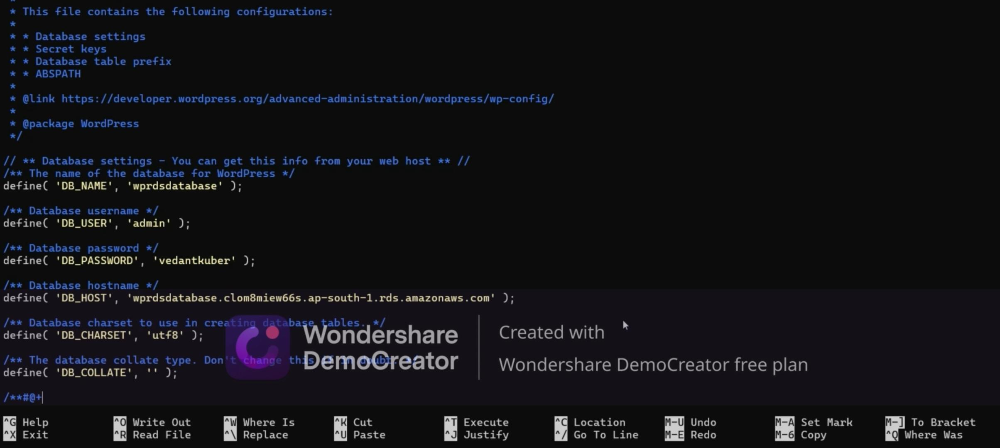 *
* This file contains the following configurations:
*
* * Database settings
* * Secret keys
* * Database table prefix
* * ABSPATH
*
* @link https://developer.wordpress.org/advanced-administration/wordpress/wp-config/
*
* @package WordPress
*/
// ** Database settings - You can get this info from your web host ** //
/** The name of the database for WordPress */
define( 'DB_NAME', 'wprdsdatabase' );
/** Database username */
define( 'DB_USER', 'admin' );
/** Database password */
define( 'DB_PASSWORD', 'vedantkuber' );
/** Database hostname */
define( 'DB_HOST', 'wprdsdatabase.clom8miew66s.ap-south-1.rds.amazonaws.com' );
/** Database charset to use in creating database tables. */
define( 'DB_CHARSET', 'utf8' );
/** The database collate type. Don't change this if in doubt. */
define( 'DB_COLLATE', '' );
/**#@+
Wondershare
DemoCreator
Created with
Wondershare DemoCreator free plan
^G Help ^O Write Out ^W Where Is ^K Cut ^T Execute ^C Location M-U Undo M-A Set Mark M-] To Bracket
^X Exit ^R Read File ^\ Replace ^U Paste ^J Justify ^/ Go To Line M-E Redo M-6 Copy ^Q Where Was